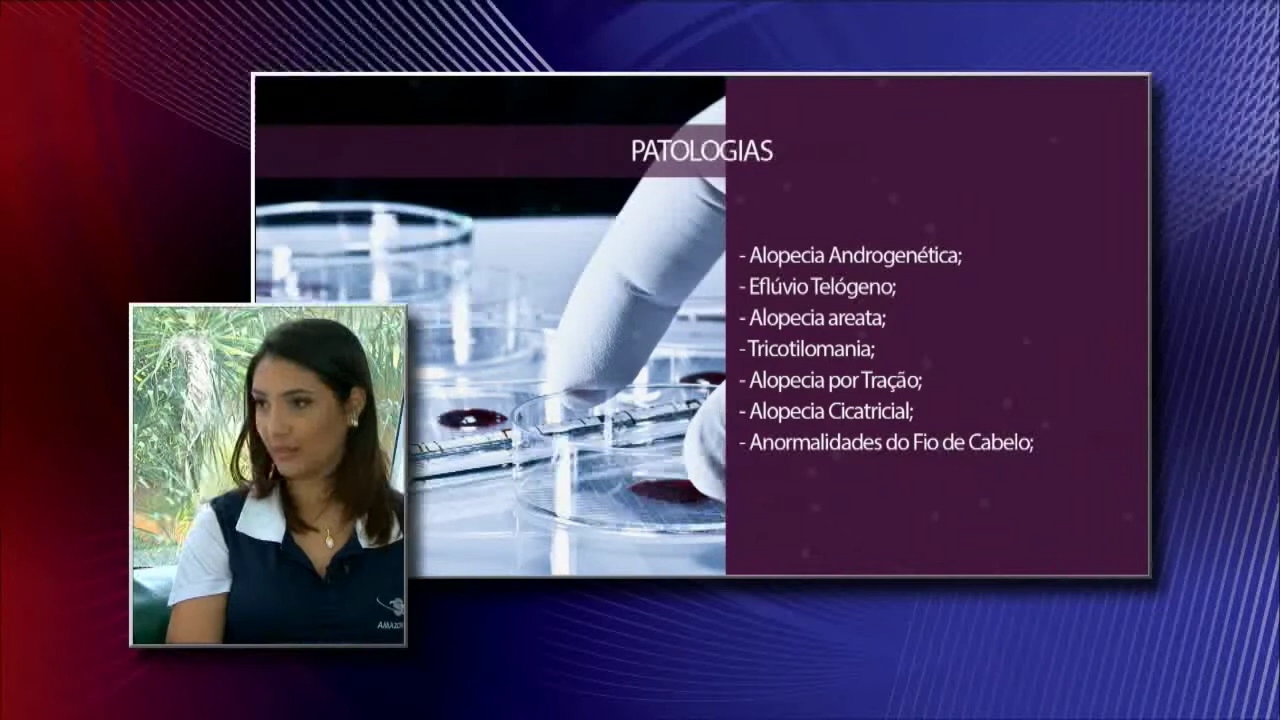 PATOLOGIAS
- Alopecia Androgenética;
- Eflúvio Telógeno;
- Alopecia areata;
- Tricotilomania;
- Alopecia por Tração;
- Alopecia Cicatricial;
- Anormalidades do Fio de Cabelo;